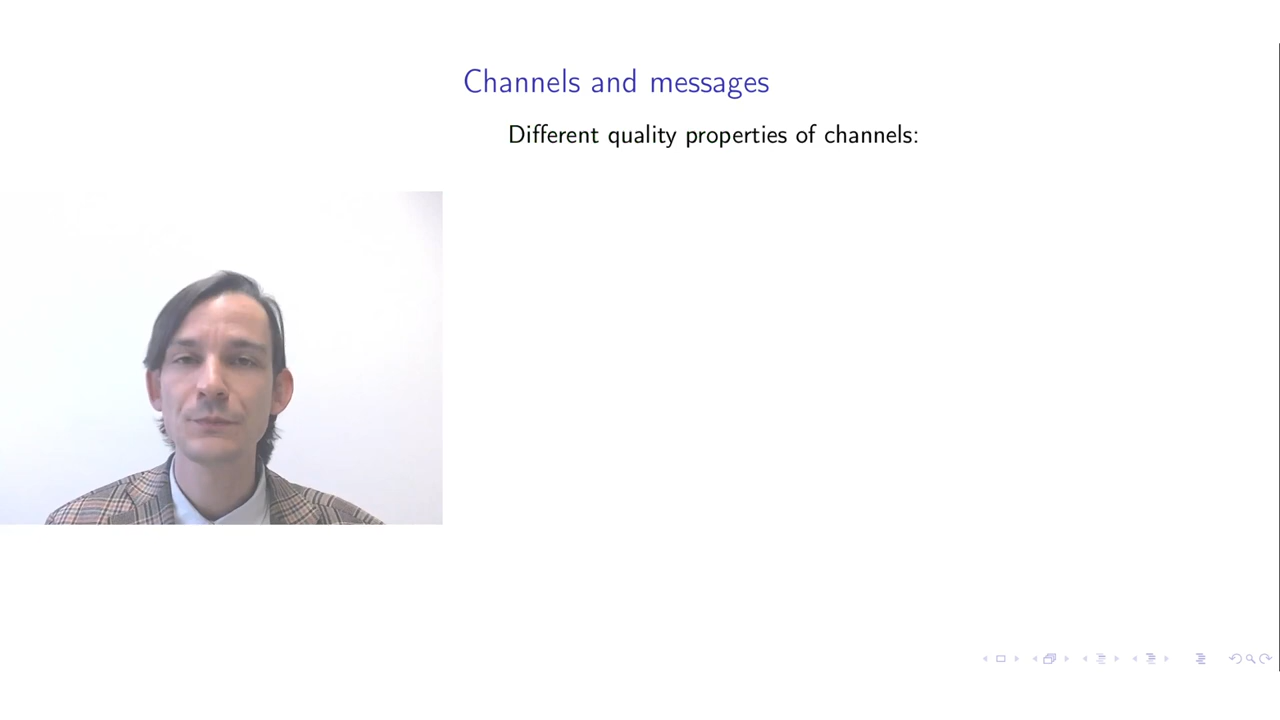 Channels and messages
Different quality properties of channels: